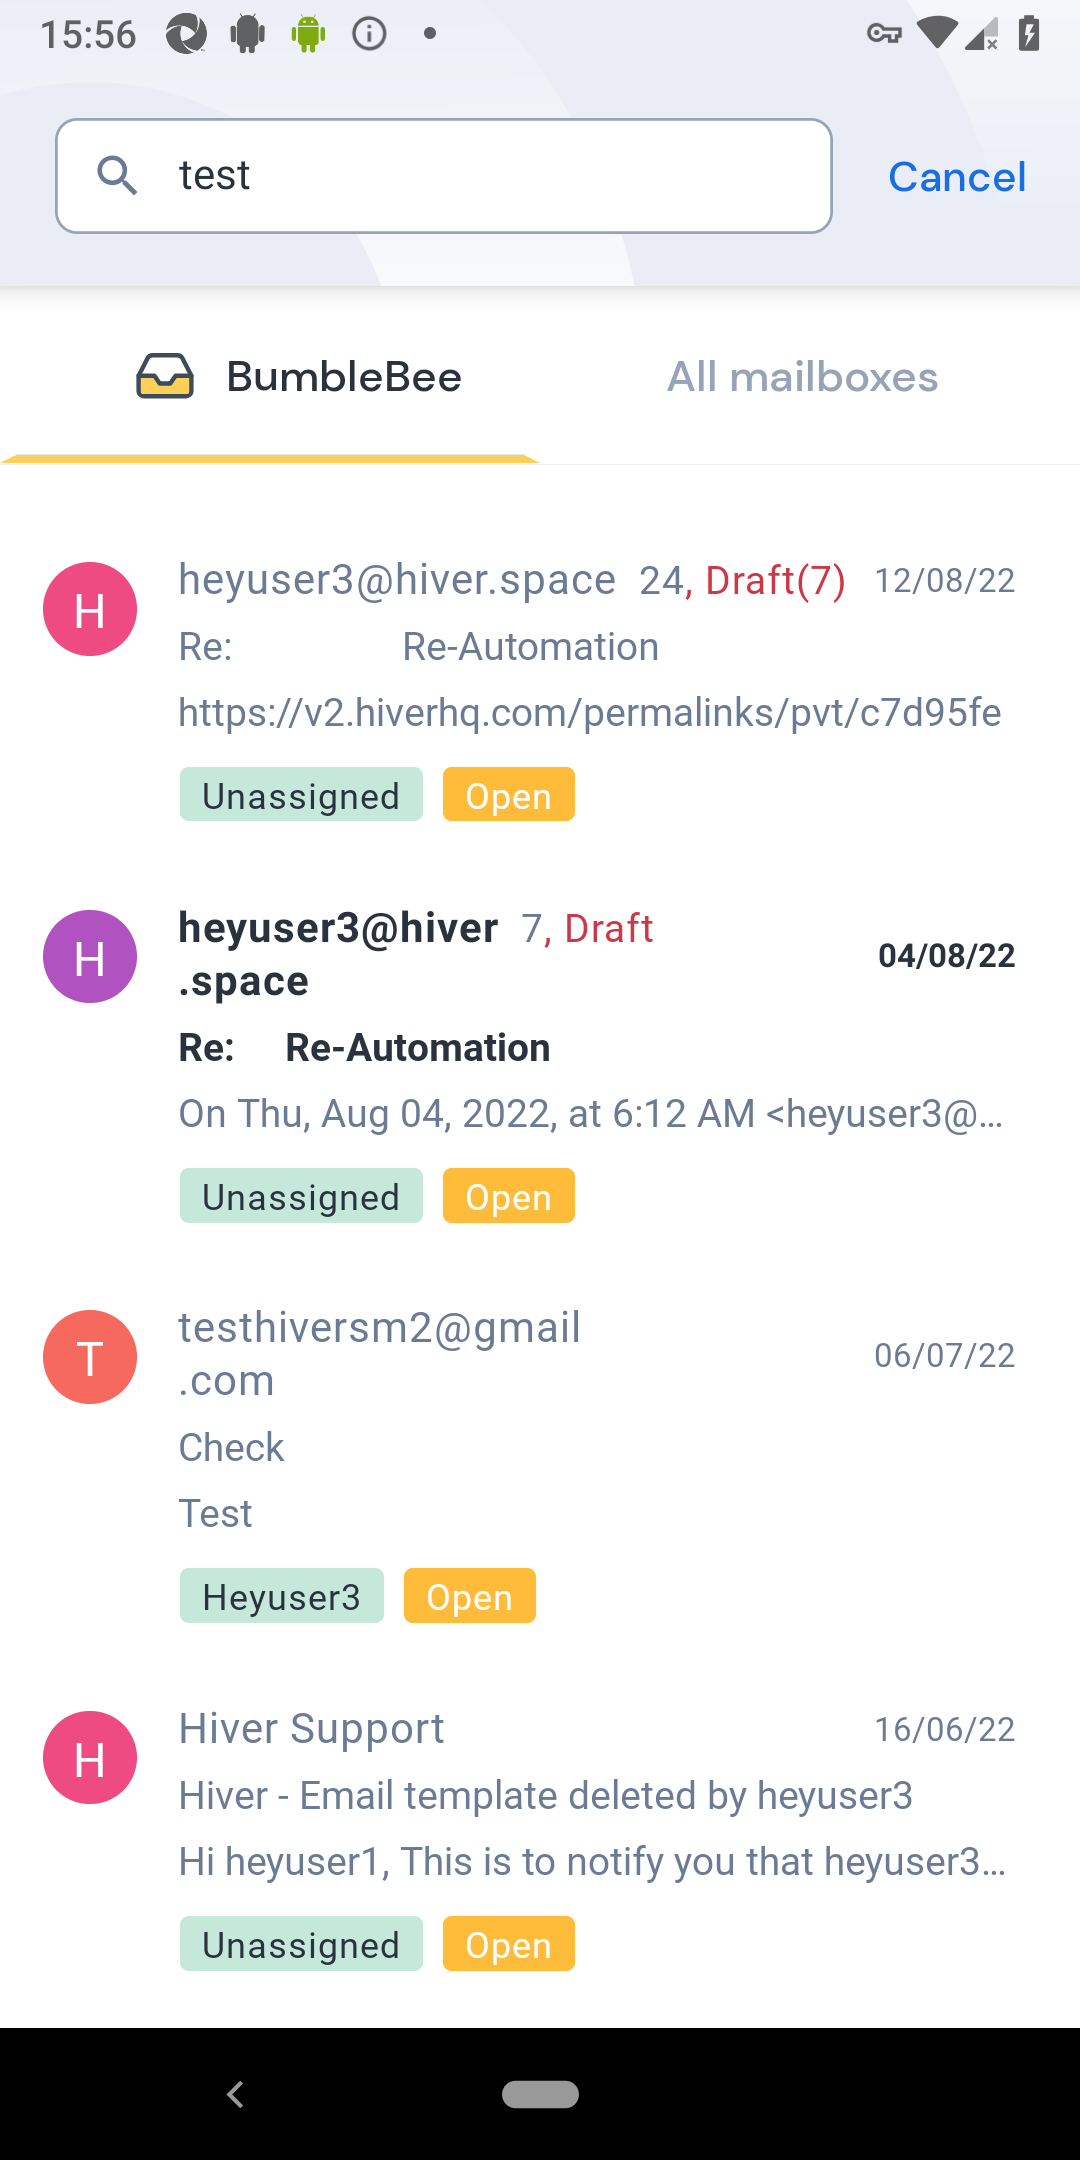 15:56
test
Cancel
BumbleBee
All mailboxes
H
heyuser3@hiver.space 24, Draft(7) 12/08/22
Re: Re-Automation
https://v2.hiverhq.com/permalinks/pvt/c7d95fe
Unassigned Open
H
heyuser3@hiver 7, Draft
.space
04/08/22
Re: Re-Automation
On Thu, Aug 04, 2022, at 6:12 AM <heyuser3@...
Unassigned Open
T
testhiversm2@gmail
.com
06/07/22
Check
Test
Heyuser3 Open
H
Hiver Support 16/06/22
Hiver - Email template deleted by heyuser3
Hi heyuser1, This is to notify you that heyuser3...
Unassigned Open